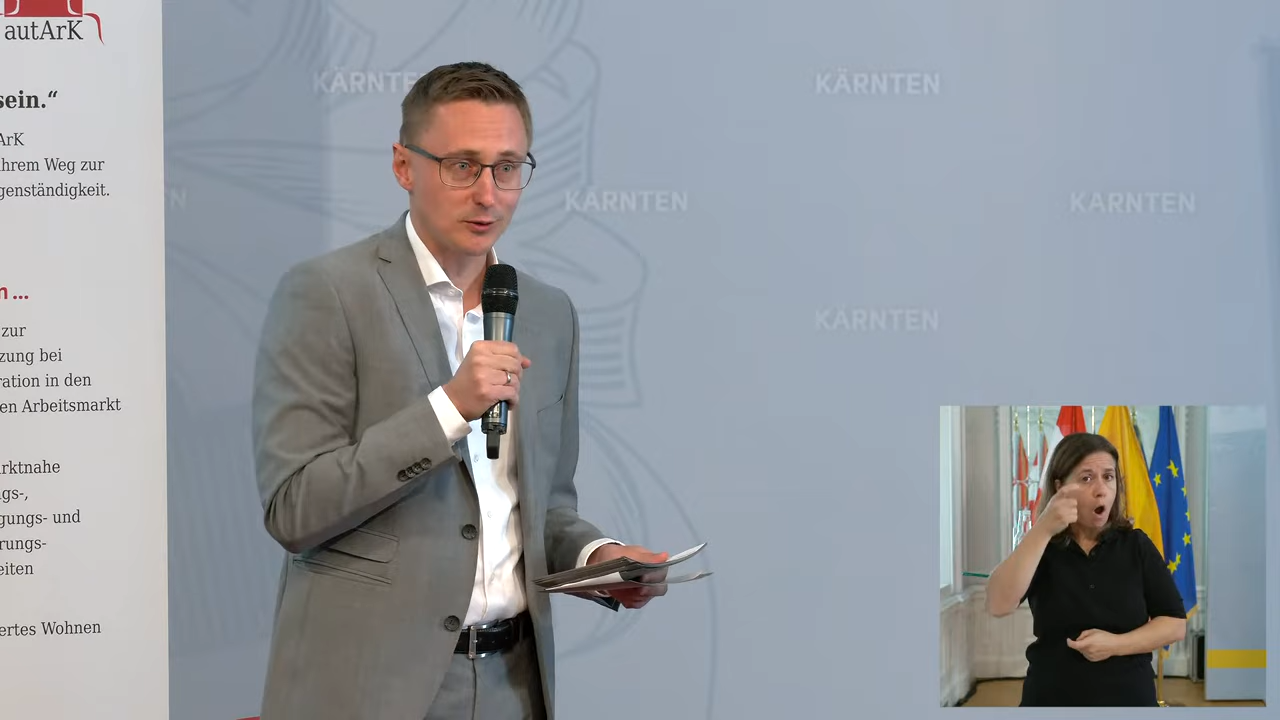 autArK
sein.“
ArK
ihrem Weg zur
genständigkeit.
n ...
zur
zung bei
ration in den
en Arbeitsmarkt
rktnahe
gs-,
gungs- und
rungs-
eiten
ertes Wohnen
KÄRNTEN
KÄRNTEN
N
KÄRNTEN
KÄRNTEN
KÄRNTEN